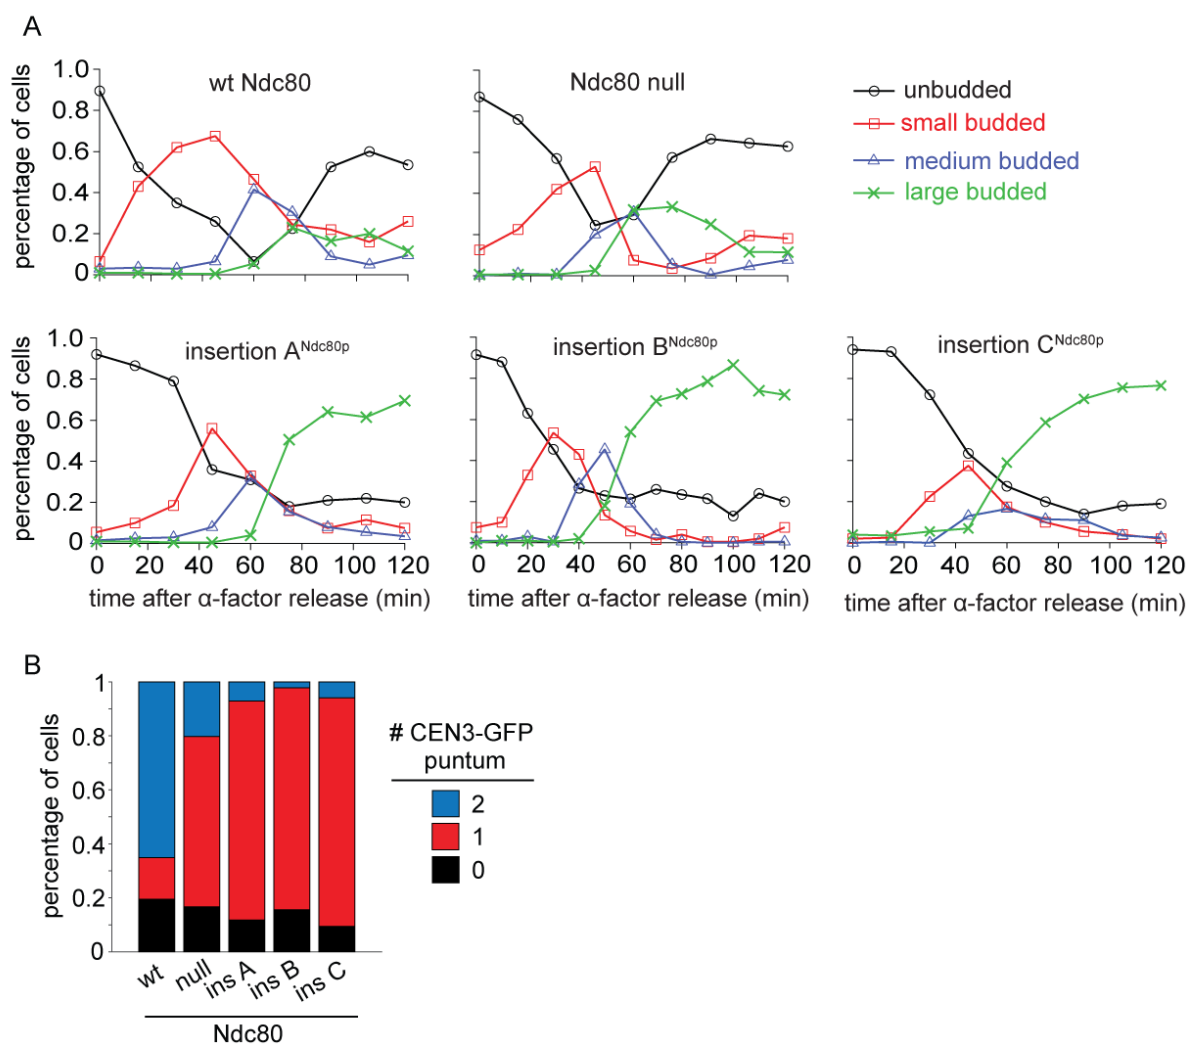 A
wt Ndc80
Ndc80 null
unbudded
small budded
medium budded
large budded
percentage of cells
1.0
0.8
0.6
0.4
0.2
0
insertion A^Ndc80p
insertion B^Ndc80p
insertion C^Ndc80p
percentage of cells
1.0
0.8
0.6
0.4
0.2
0
0 20 40 60 80 100 120
0 20 40 60 80 100 120
0 20 40 60 80 100 120
time after α-factor release (min)
time after α-factor release (min)
time after α-factor release (min)
B
percentage of cells
1
0.8
0.6
0.4
0.2
0
wt
null
ins A
ins B
ins C
Ndc80
# CEN3-GFP
puntum
2
1
0